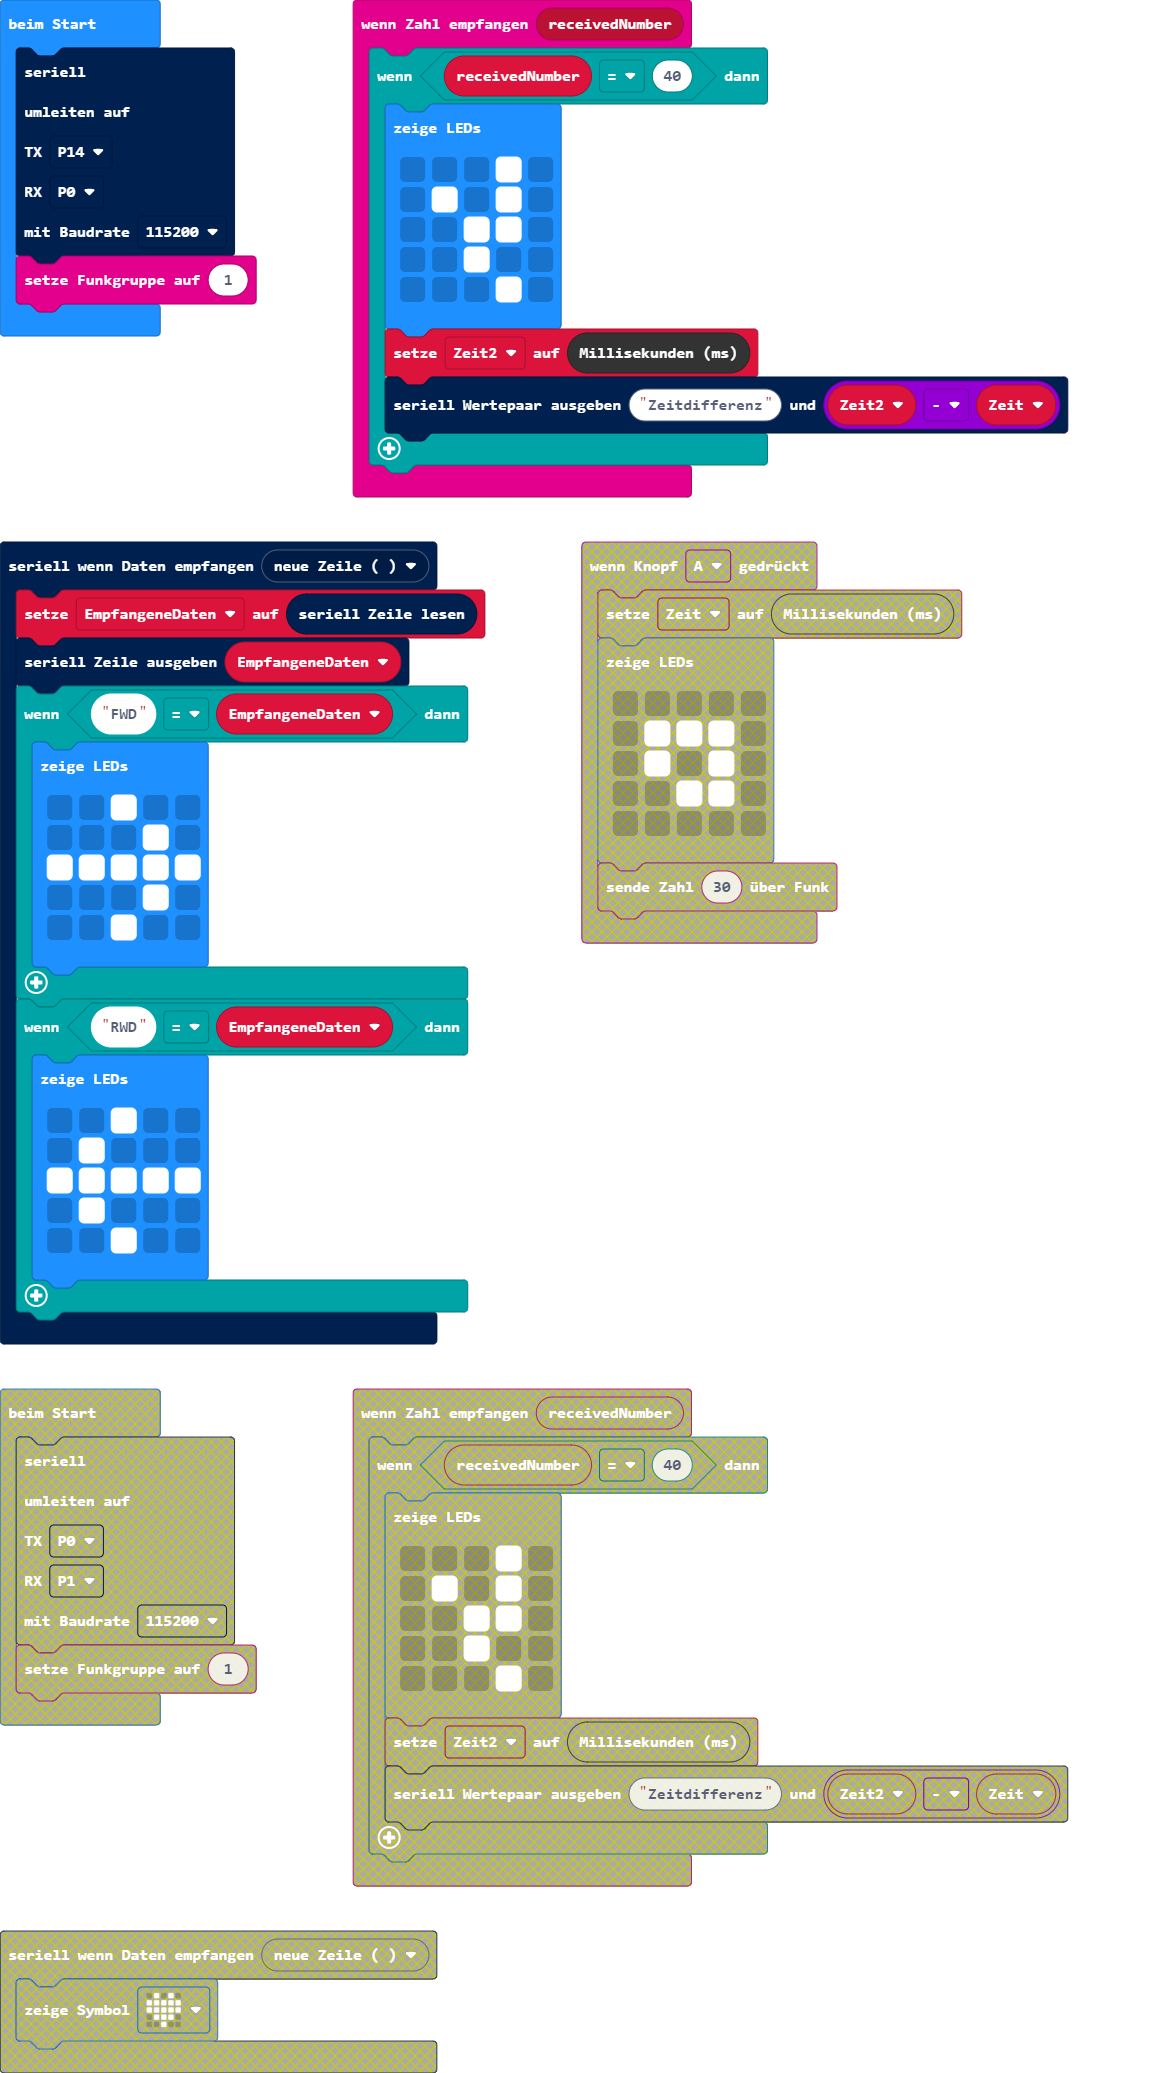 beim Start
seriell
umleiten auf
TX P14
RX P0
mit Baudrate 115200
setze Funkgruppe auf 1
wenn Zahl empfangen receivedNumber
wenn receivedNumber = 40 dann
zeige LEDs
setze Zeit2 auf Millisekunden (ms)
seriell Wertepaar ausgeben "Zeitdifferenz" und Zeit2 - Zeit
seriell wenn Daten empfangen neue Zeile ( )
setze EmpfangeneDaten auf seriell Zeile lesen
seriell Zeile ausgeben EmpfangeneDaten
wenn "FWD" = EmpfangeneDaten dann
zeige LEDs
wenn "RWD" = EmpfangeneDaten dann
zeige LEDs
wenn Knopf A gedrückt
setze Zeit auf Millisekunden (ms)
zeige LEDs
sende Zahl 30 über Funk
beim Start
seriell
umleiten auf
TX P0
RX P1
mit Baudrate 115200
setze Funkgruppe auf 1
wenn Zahl empfangen receivedNumber
wenn receivedNumber = 40 dann
zeige LEDs
setze Zeit2 auf Millisekunden (ms)
seriell Wertepaar ausgeben "Zeitdifferenz" und Zeit2 - Zeit
seriell wenn Daten empfangen neue Zeile ( )
zeige Symbol